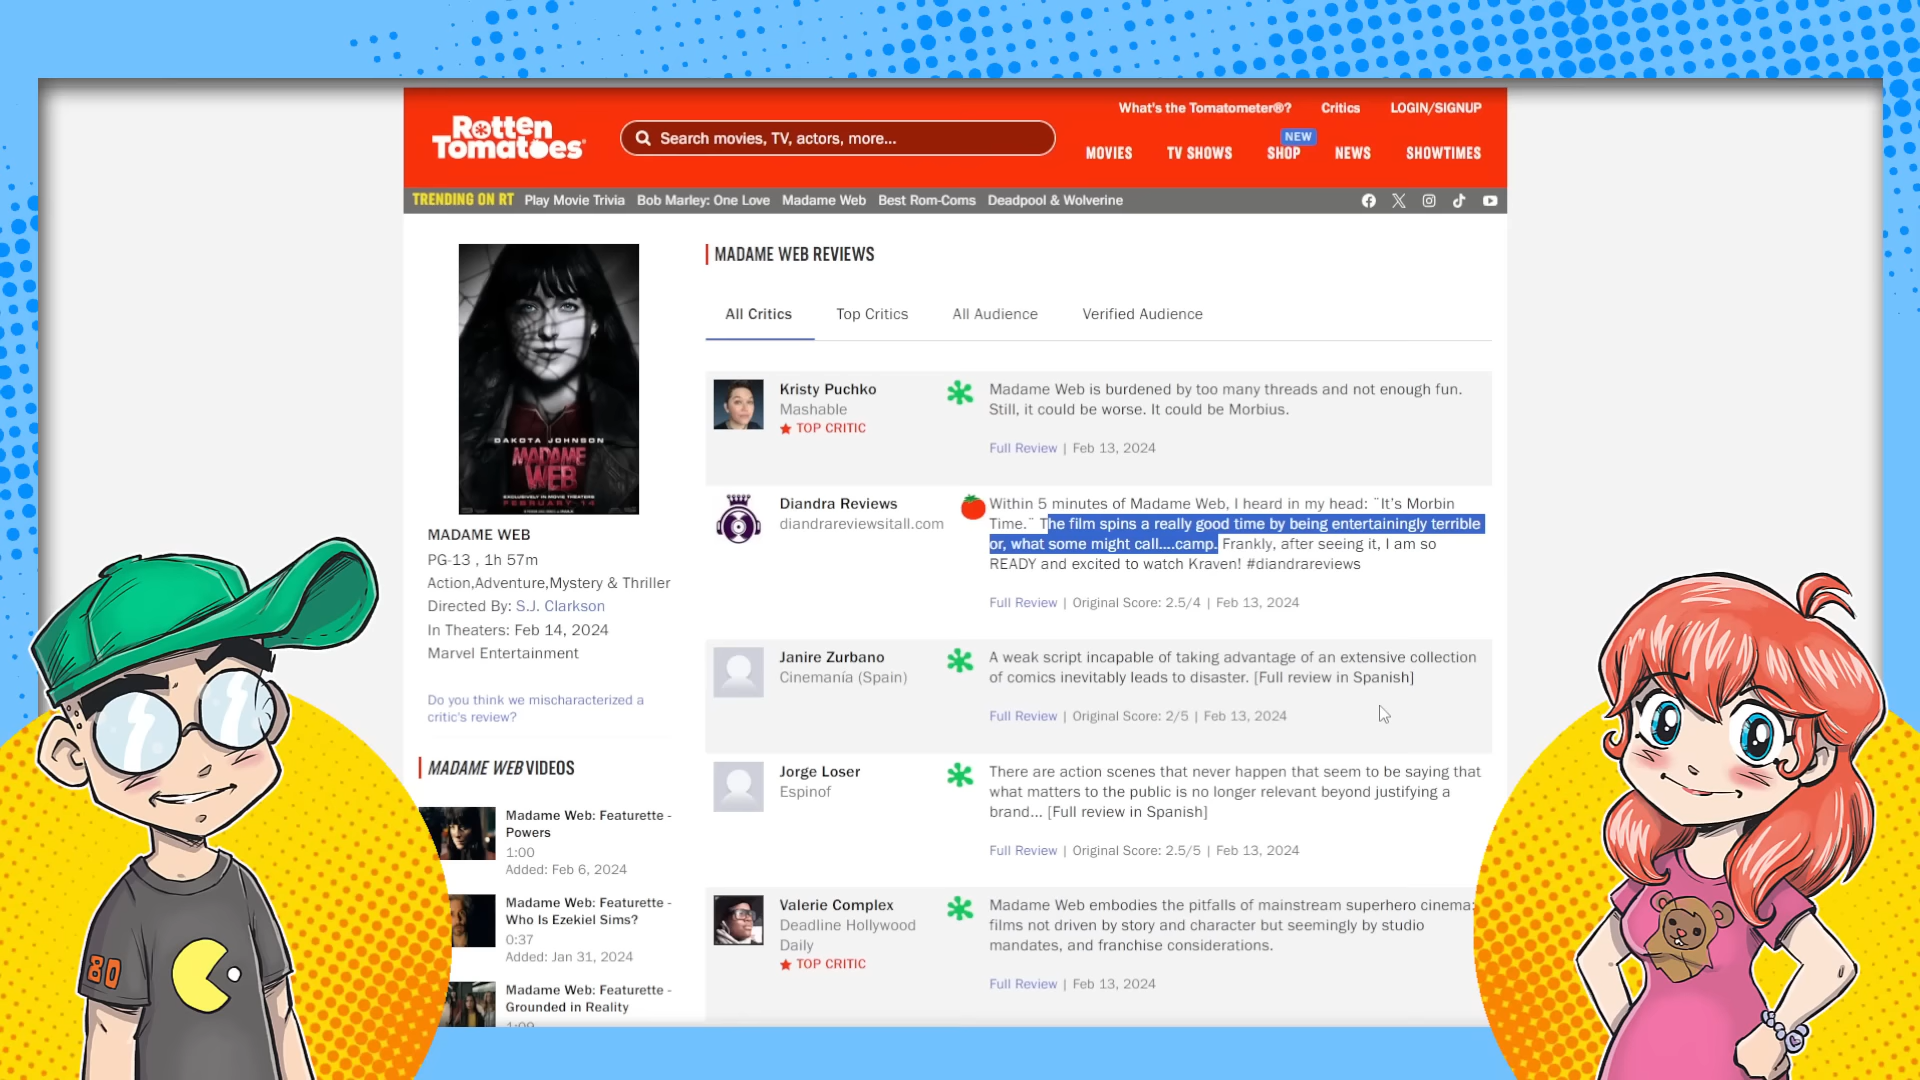 What's the Tomatometer®? Critics LOGIN/SIGNUP
Rotten
Tomatoes
Search movies, TV, actors, more...
NEW
MOVIES TV SHOWS SHOP NEWS SHOWTIMES
TRENDING ON RT Play Movie Trivia Bob Marley: One Love Madame Web Best Rom-Coms Deadpool & Wolverine
DAKOTA JOHNSON
MADAME
WEB
EXCLUSIVELY IN MOVIE THEATERS
FEBRUARY 14
MADAME WEB
PG-13 , 1h 57m
Action,Adventure,Mystery & Thriller
Directed By: S.J. Clarkson
In Theaters: Feb 14, 2024
Marvel Entertainment
Do you think we mischaracterized a
critic's review?
MADAME WEB VIDEOS
Madame Web: Featurette -
Powers
1:00
Added: Feb 6, 2024
Madame Web: Featurette -
Who Is Ezekiel Sims?
0:37
Added: Jan 31, 2024
Madame Web: Featurette -
Grounded in Reality
MADAME WEB REVIEWS
All Critics Top Critics All Audience Verified Audience
Kristy Puchko
Mashable
TOP CRITIC
Madame Web is burdened by too many threads and not enough fun.
Still, it could be worse. It could be Morbius.
Full Review | Feb 13, 2024
Diandra Reviews
diandrareviewsitall.com
Within 5 minutes of Madame Web, I heard in my head: ¨It's Morbin
Time.¨ The film spins a really good time by being entertainingly terrible
or, what some might call....camp. Frankly, after seeing it, I am so
READY and excited to watch Kraven! #diandrareviews
Full Review | Original Score: 2.5/4 | Feb 13, 2024
Janire Zurbano
Cinemanía (Spain)
A weak script incapable of taking advantage of an extensive collection
of comics inevitably leads to disaster. [Full review in Spanish]
Full Review | Original Score: 2/5 | Feb 13, 2024
Jorge Loser
Espinof
There are action scenes that never happen that seem to be saying that
what matters to the public is no longer relevant beyond justifying a
brand... [Full review in Spanish]
Full Review | Original Score: 2.5/5 | Feb 13, 2024
Valerie Complex
Deadline Hollywood
Daily
TOP CRITIC
Madame Web embodies the pitfalls of mainstream superhero cinema:
films not driven by story and character but seemingly by studio
mandates, and franchise considerations.
Full Review | Feb 13, 2024
80